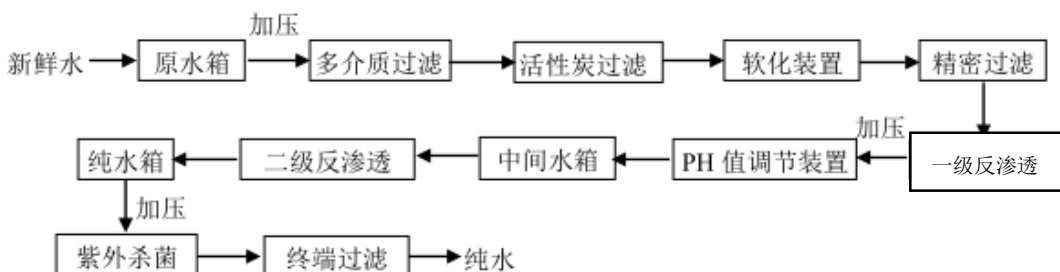 加压
新鲜水 原水箱 多介质过滤 活性炭过滤 软化装置 精密过滤
加压
纯水箱 二级反渗透 中间水箱 PH 值调节装置 一级反渗透
加压
紫外杀菌 终端过滤 纯水